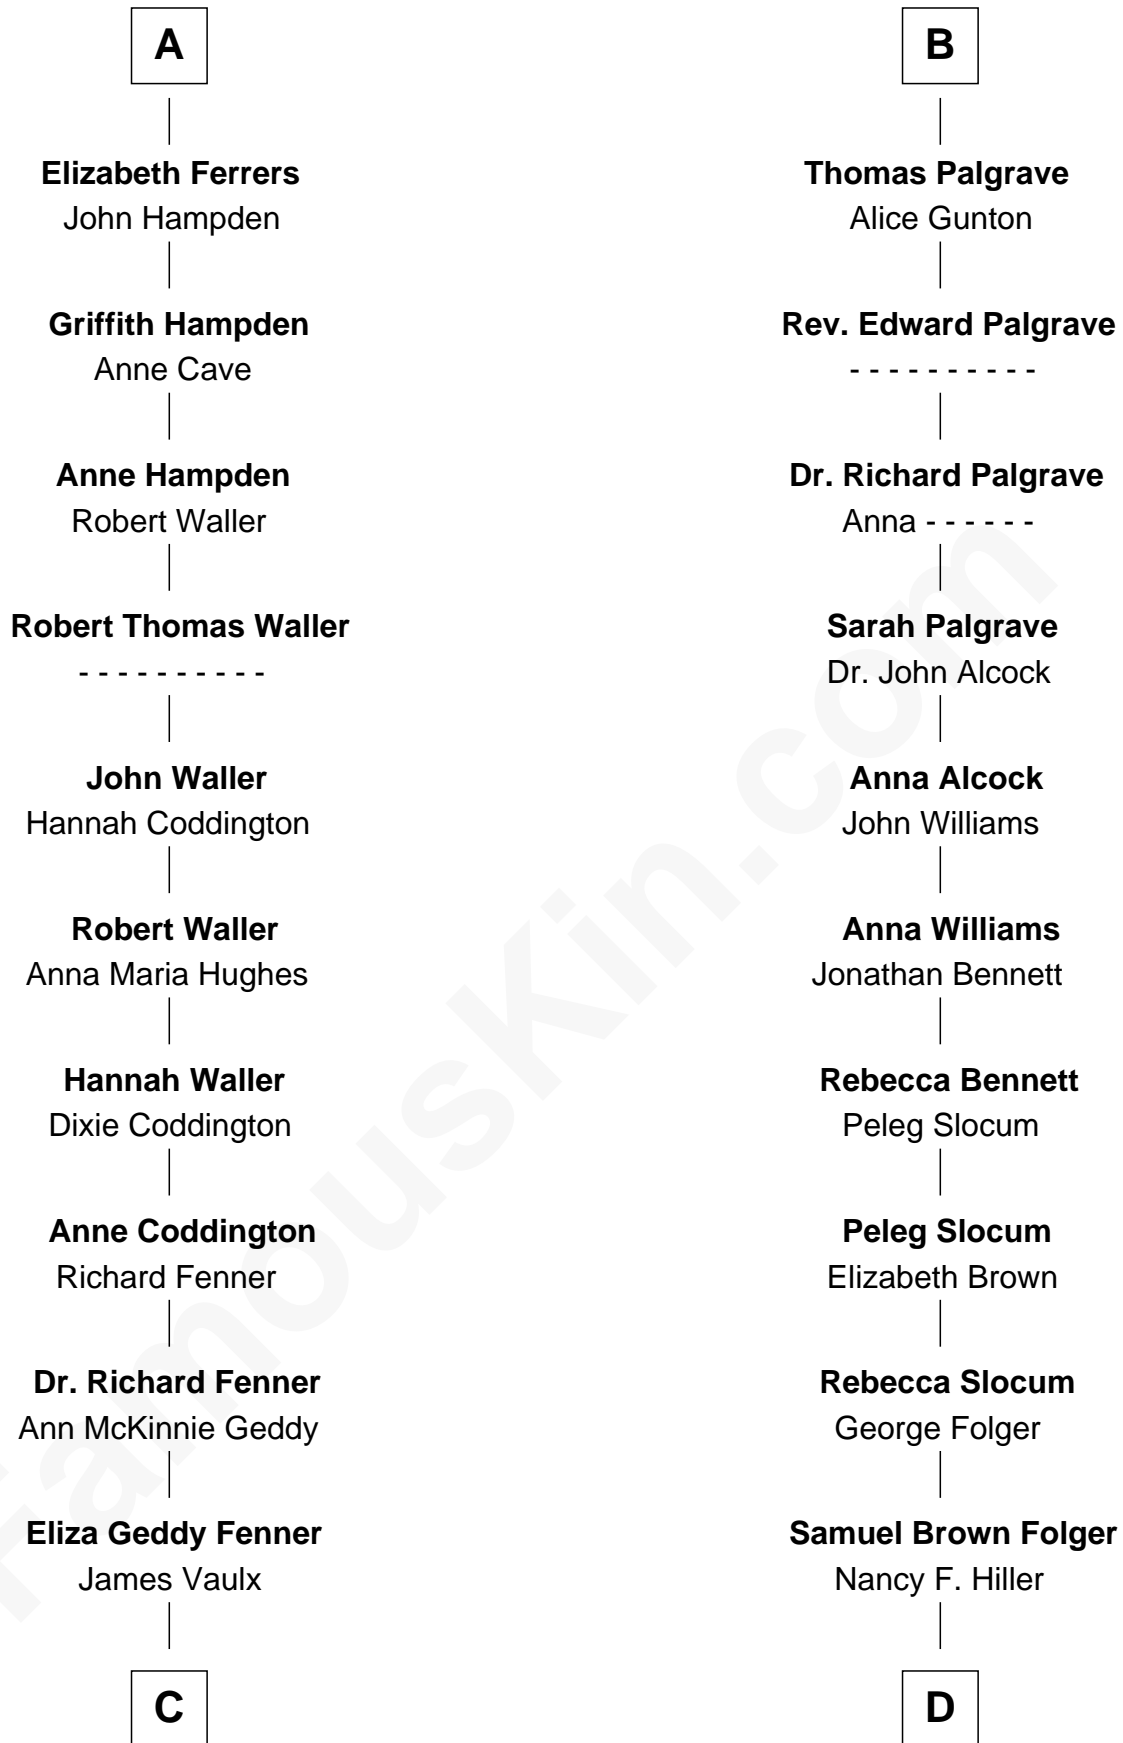 A
Elizabeth Ferrers
John Hampden
Griffith Hampden
Anne Cave
Anne Hampden
Robert Waller
Robert Thomas Waller
- - - - - - - - - -
John Waller
Hannah Coddington
Robert Waller
Anna Maria Hughes
Hannah Waller
Dixie Coddington
Anne Coddington
Richard Fenner
Dr. Richard Fenner
Ann McKinnie Geddy
Eliza Geddy Fenner
James Vaulx
C
B
Thomas Palgrave
Alice Gunton
Rev. Edward Palgrave
- - - - - - - - - -
Dr. Richard Palgrave
Anna - - - - - -
Sarah Palgrave
Dr. John Alcock
Anna Alcock
John Williams
Anna Williams
Jonathan Bennett
Rebecca Bennett
Peleg Slocum
Peleg Slocum
Elizabeth Brown
Rebecca Slocum
George Folger
Samuel Brown Folger
Nancy F. Hiller
D
FamousKin.com